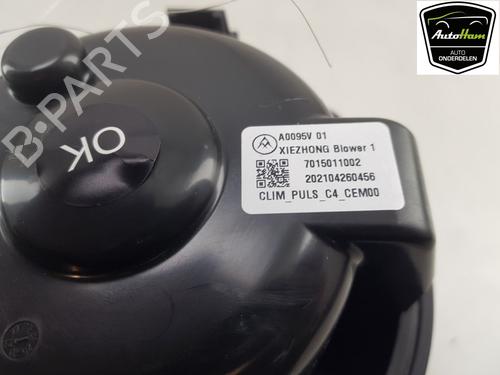 AutoHam
AUTO
ONDERDELEN
B-PARTS
OK
A0095V 01
XIEZHONG Blower 1
7015011002
202104260456
CLIM_PULS_C4_CEM00